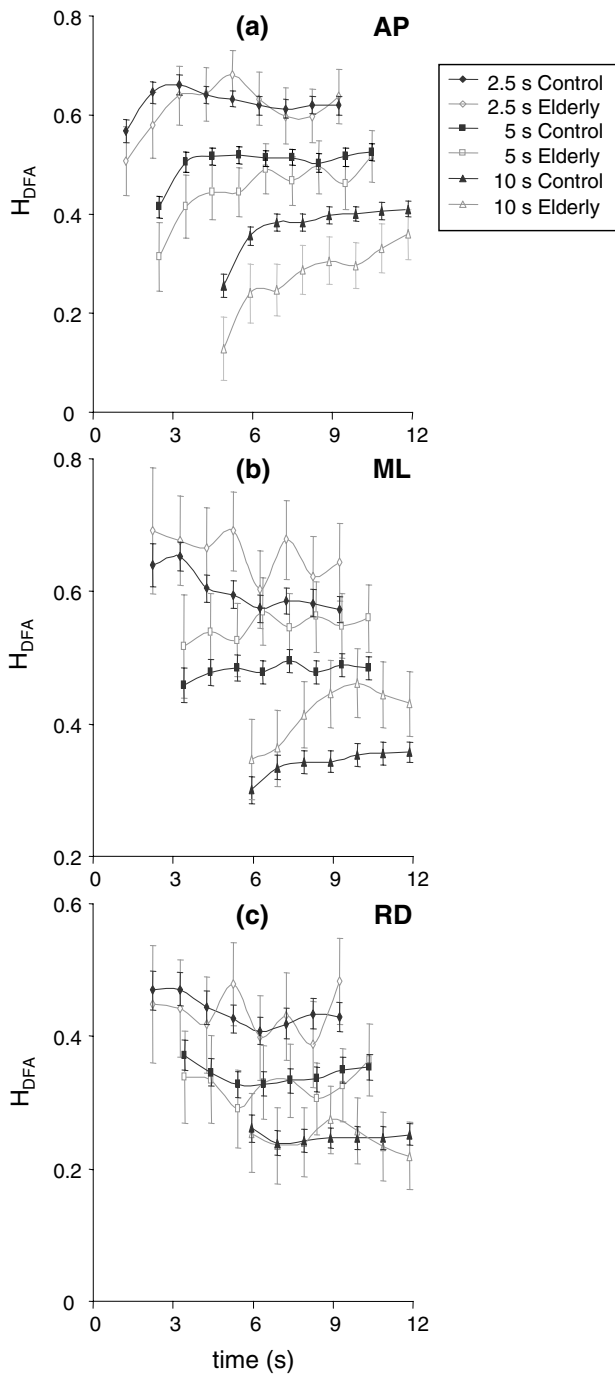 (a) AP
0.8
0.6
0.4
0.2
0
H_DFA
0 3 6 9 12
2.5 s Control
2.5 s Elderly
5 s Control
5 s Elderly
10 s Control
10 s Elderly
(b) ML
0.8
0.6
0.4
0.2
H_DFA
0 3 6 9 12
(c) RD
0.6
0.4
0.2
0
H_DFA
0 3 6 9 12
time (s)